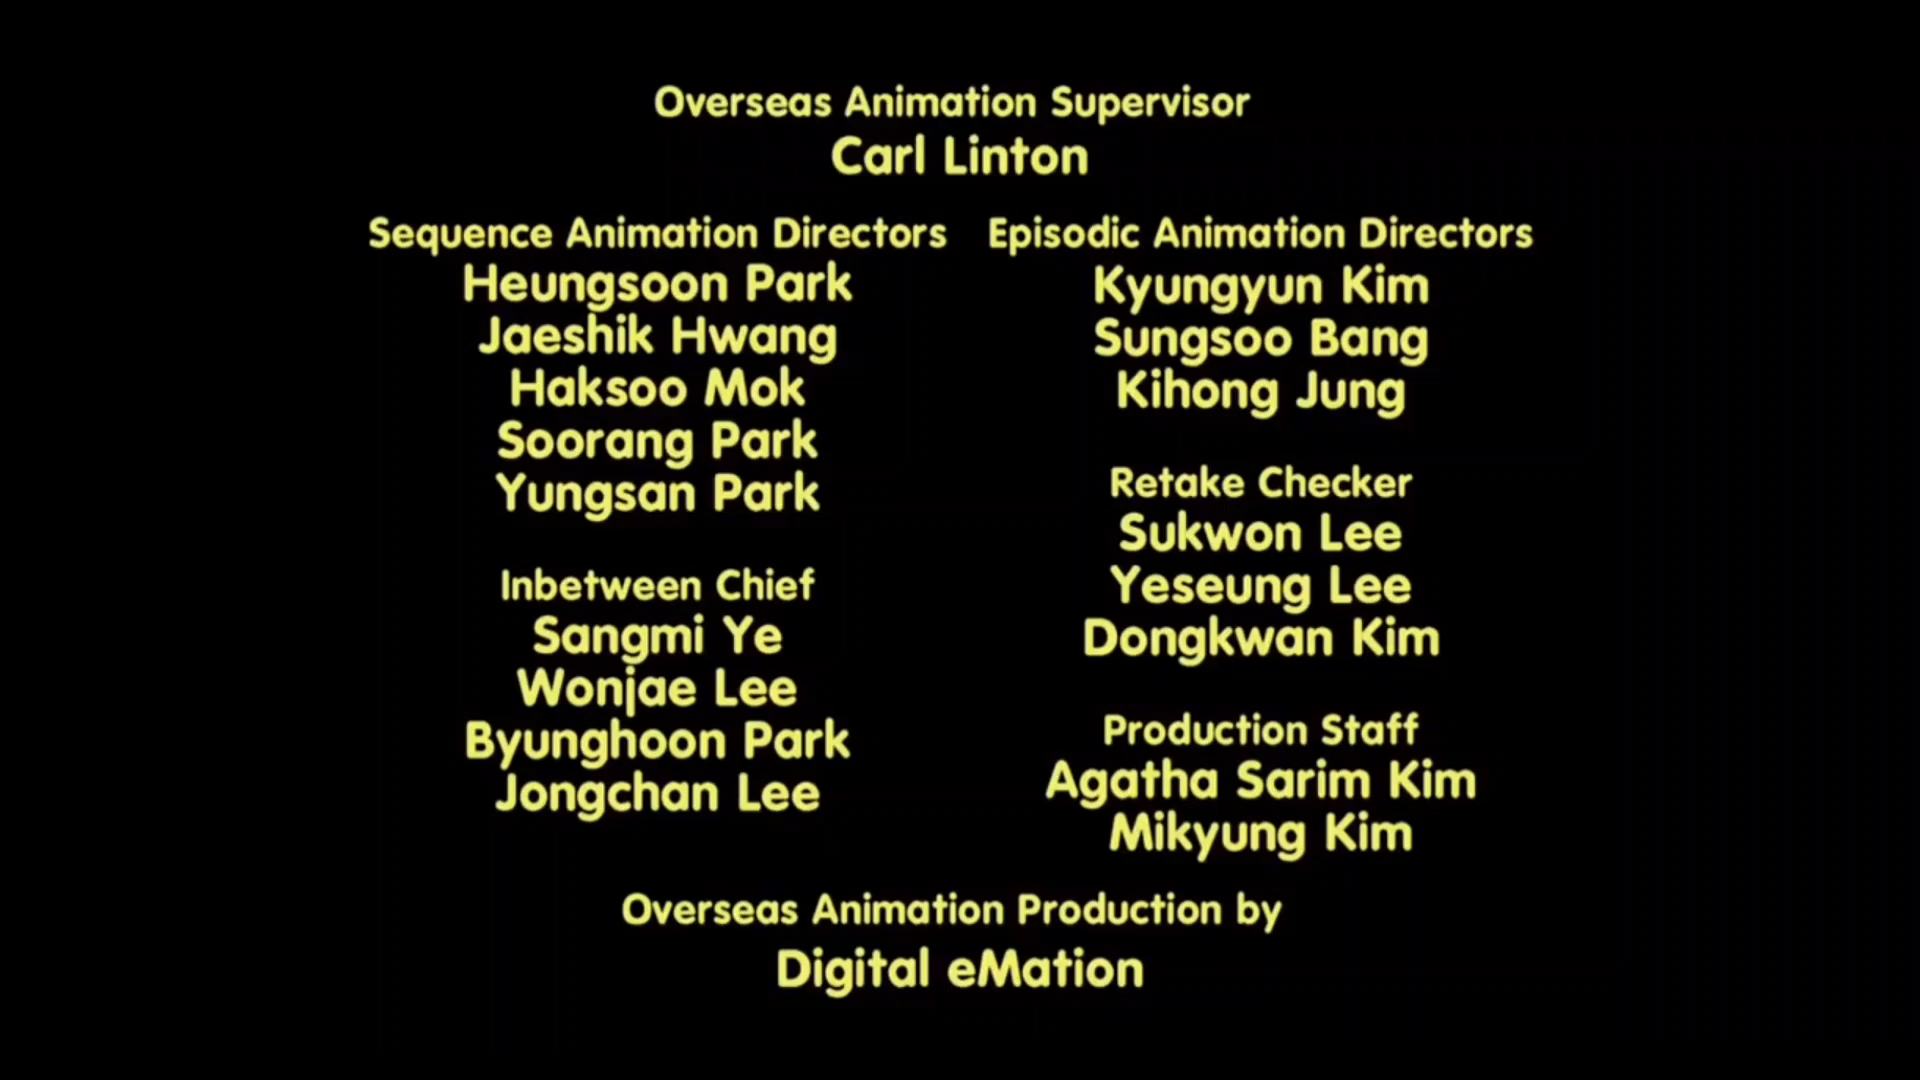 Overseas Animation Supervisor
Carl Linton
Sequence Animation Directors
Heungsoon Park
Jaeshik Hwang
Haksoo Mok
Soorang Park
Yungsan Park
Inbetween Chief
Sangmi Ye
Wonjae Lee
Byunghoon Park
Jongchan Lee
Episodic Animation Directors
Kyungyun Kim
Sungsoo Bang
Kihong Jung
Retake Checker
Sukwon Lee
Yeseung Lee
Dongkwan Kim
Production Staff
Agatha Sarim Kim
Mikyung Kim
Overseas Animation Production by
Digital eMation